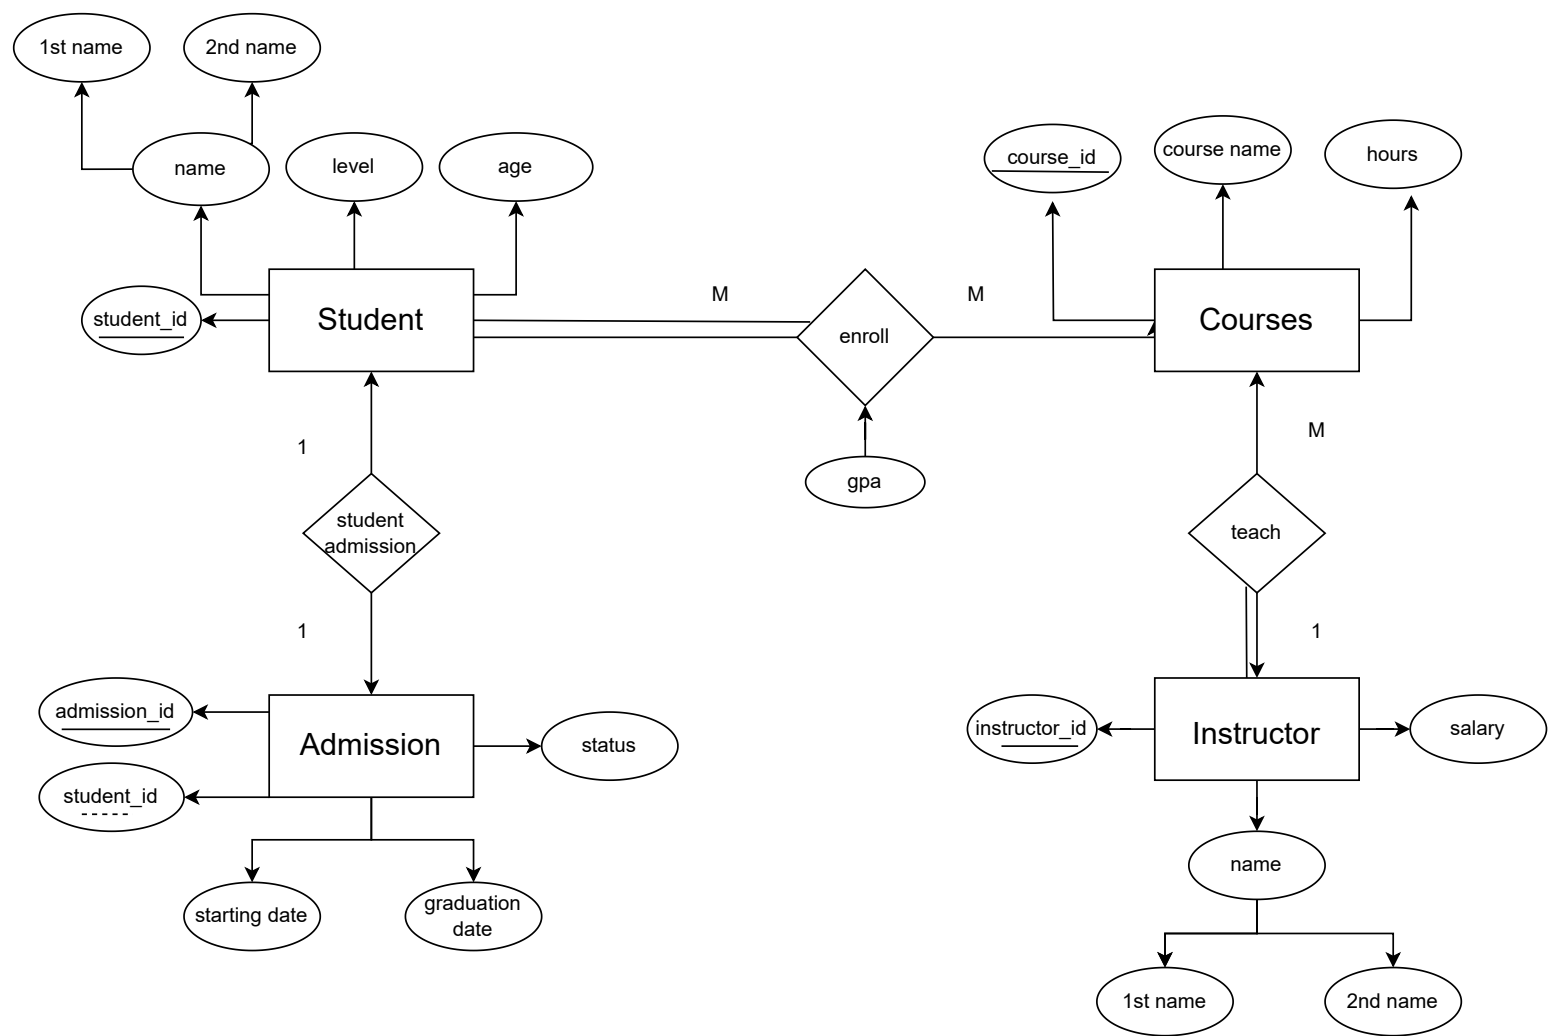 1st name
2nd name
name
level
age
course_id
course name
hours
student_id
Student
M
enroll
M
Courses
1
gpa
M
student
admission
teach
1
1
admission_id
Admission
status
instructor_id
Instructor
salary
student_id
starting date
graduation
date
name
1st name
2nd name